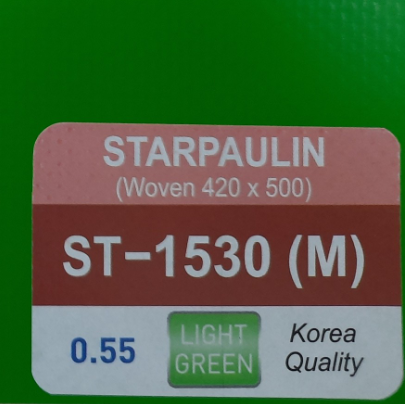 STARPAULIN
(Woven 420 x 500)
ST-1530 (M)
0.55
LIGHT
GREEN
Korea
Quality